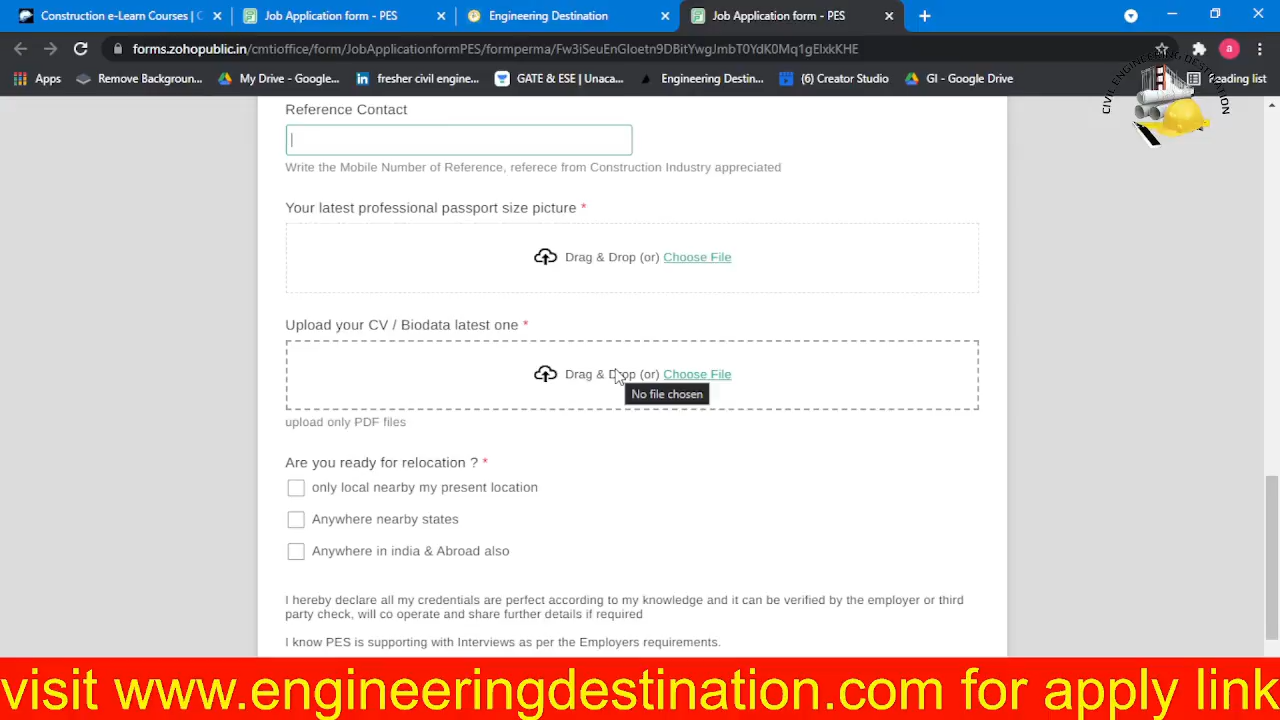 Construction e-Learn Courses | C
Job Application form - PES
Engineering Destination
Job Application form - PES
forms.zohopublic.in/cmtioffice/form/JobApplicationformPES/formperma/Fw3iSeuEnGloetn9DBitYwgJmbT0YdK0Mq1gElxkKHE
a
Apps
Remove Backgroun...
My Drive - Google...
fresher civil engine...
GATE & ESE | Unaca...
Engineering Destin...
(6) Creator Studio
GI - Google Drive
Reading list
CIVIL ENGINEERING DESTINATION
Reference Contact
Write the Mobile Number of Reference, referece from Construction Industry appreciated
Your latest professional passport size picture *
Drag & Drop (or) Choose File
Upload your CV / Biodata latest one *
Drag & Drop (or) Choose File
No file chosen
upload only PDF files
Are you ready for relocation ? *
only local nearby my present location
Anywhere nearby states
Anywhere in india & Abroad also
I hereby declare all my credentials are perfect according to my knowledge and it can be verified by the employer or third
party check, will co operate and share further details if required
I know PES is supporting with Interviews as per the Employers requirements.
visit www.engineeringdestination.com for apply link